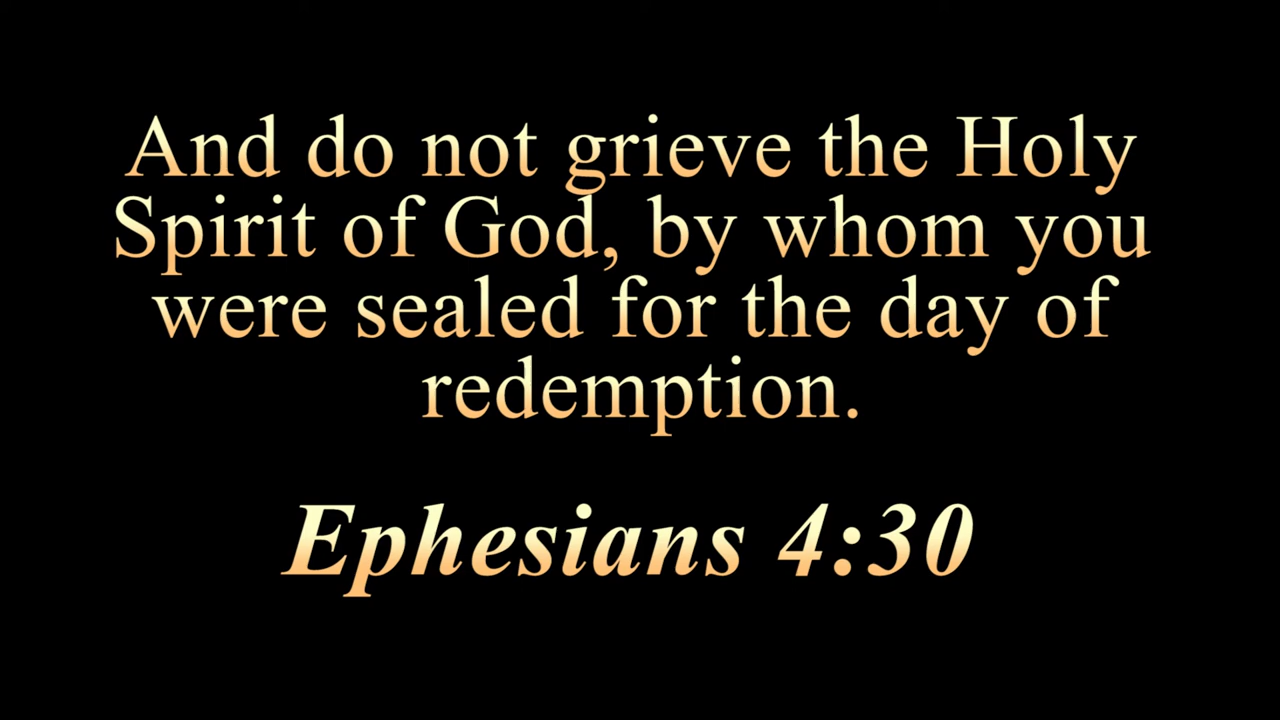 And do not grieve the Holy
Spirit of God, by whom you
were sealed for the day of
redemption.
Ephesians 4:30